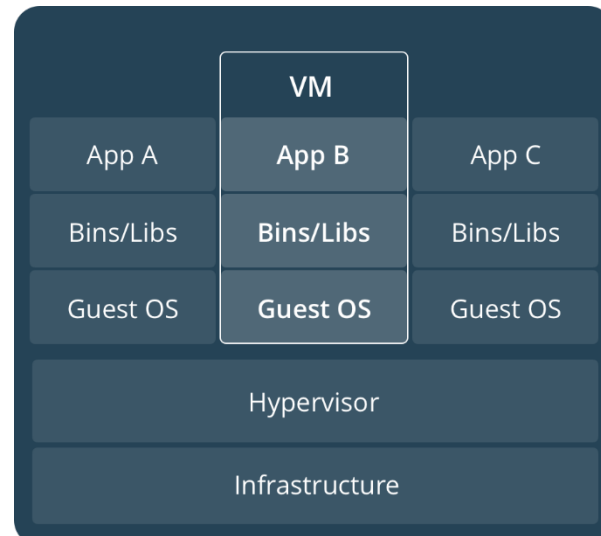 VM
App A App B App C
Bins/Libs Bins/Libs Bins/Libs
Guest OS Guest OS Guest OS
Hypervisor
Infrastructure